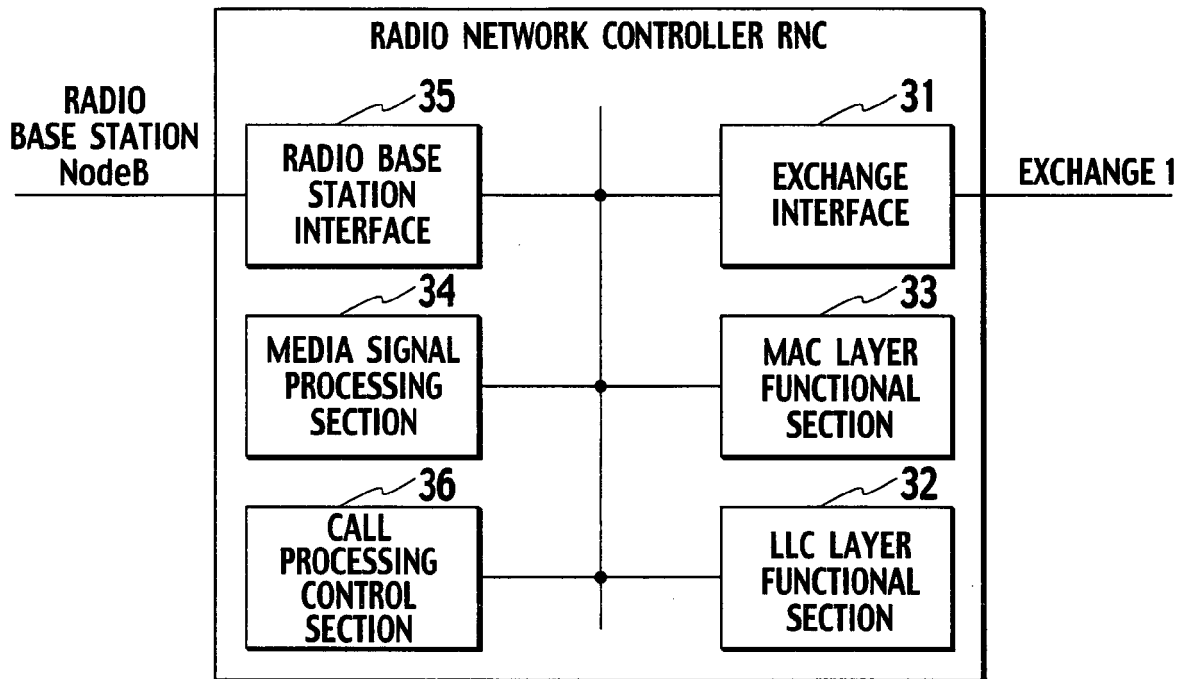 RADIO NETWORK CONTROLLER RNC
RADIO
BASE STATION
NodeB
35
RADIO BASE
STATION
INTERFACE
31
EXCHANGE
INTERFACE
EXCHANGE 1
34
MEDIA SIGNAL
PROCESSING
SECTION
33
MAC LAYER
FUNCTIONAL
SECTION
36
CALL
PROCESSING
CONTROL
SECTION
32
LLC LAYER
FUNCTIONAL
SECTION